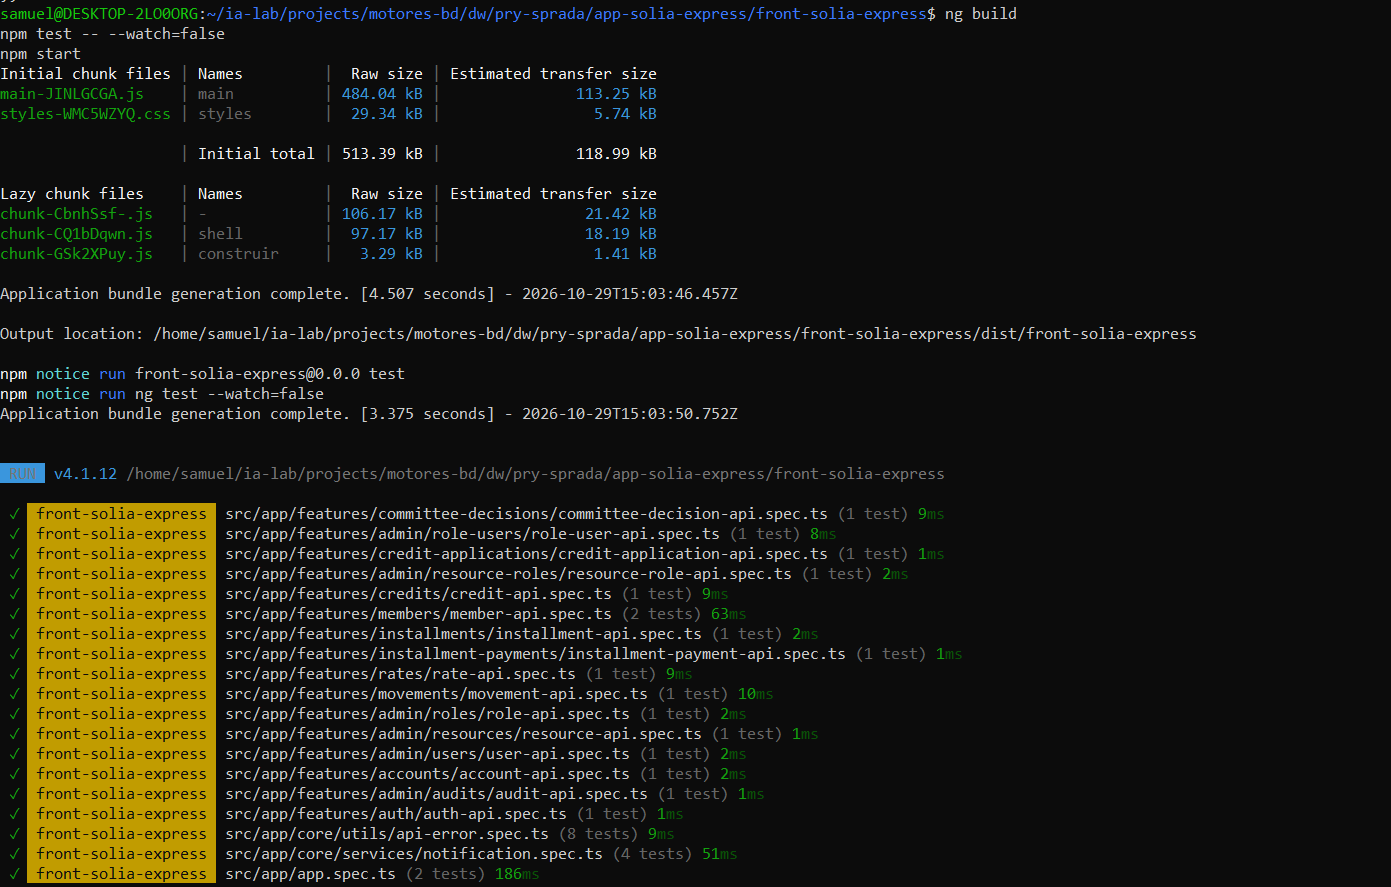 samuel@DESKTOP-2LO0ORG:~/ia-lab/projects/motores-bd/dw/pry-sprada/app-solia-express/front-solia-express$ ng build
npm test -- --watch=false
npm start
Initial chunk files | Names | Raw size | Estimated transfer size
main-JINLGCGA.js | main | 484.04 kB | 113.25 kB
styles-WMC5WZYQ.css | styles | 29.34 kB | 5.74 kB
| Initial total | 513.39 kB | 118.99 kB
Lazy chunk files | Names | Raw size | Estimated transfer size
chunk-CbnhSsf-.js | - | 106.17 kB | 21.42 kB
chunk-CQ1bDqwn.js | shell | 97.17 kB | 18.19 kB
chunk-GSk2XPuy.js | construir | 3.29 kB | 1.41 kB
Application bundle generation complete. [4.507 seconds] - 2026-10-29T15:03:46.457Z
Output location: /home/samuel/ia-lab/projects/motores-bd/dw/pry-sprada/app-solia-express/front-solia-express/dist/front-solia-express
npm notice run front-solia-express@0.0.0 test
npm notice run ng test --watch=false
Application bundle generation complete. [3.375 seconds] - 2026-10-29T15:03:50.752Z
RUN v4.1.12 /home/samuel/ia-lab/projects/motores-bd/dw/pry-sprada/app-solia-express/front-solia-express
✓ front-solia-express src/app/features/committee-decisions/committee-decision-api.spec.ts (1 test) 9ms
✓ front-solia-express src/app/features/admin/role-users/role-user-api.spec.ts (1 test) 8ms
✓ front-solia-express src/app/features/credit-applications/credit-application-api.spec.ts (1 test) 1ms
✓ front-solia-express src/app/features/admin/resource-roles/resource-role-api.spec.ts (1 test) 2ms
✓ front-solia-express src/app/features/credits/credit-api.spec.ts (1 test) 9ms
✓ front-solia-express src/app/features/members/member-api.spec.ts (2 tests) 63ms
✓ front-solia-express src/app/features/installments/installment-api.spec.ts (1 test) 2ms
✓ front-solia-express src/app/features/installment-payments/installment-payment-api.spec.ts (1 test) 1ms
✓ front-solia-express src/app/features/rates/rate-api.spec.ts (1 test) 9ms
✓ front-solia-express src/app/features/movements/movement-api.spec.ts (1 test) 10ms
✓ front-solia-express src/app/features/admin/roles/role-api.spec.ts (1 test) 2ms
✓ front-solia-express src/app/features/admin/resources/resource-api.spec.ts (1 test) 1ms
✓ front-solia-express src/app/features/admin/users/user-api.spec.ts (1 test) 2ms
✓ front-solia-express src/app/features/accounts/account-api.spec.ts (1 test) 2ms
✓ front-solia-express src/app/features/admin/audits/audit-api.spec.ts (1 test) 1ms
✓ front-solia-express src/app/features/auth/auth-api.spec.ts (1 test) 1ms
✓ front-solia-express src/app/core/utils/api-error.spec.ts (8 tests) 9ms
✓ front-solia-express src/app/core/services/notification.spec.ts (4 tests) 51ms
✓ front-solia-express src/app/app.spec.ts (2 tests) 186ms